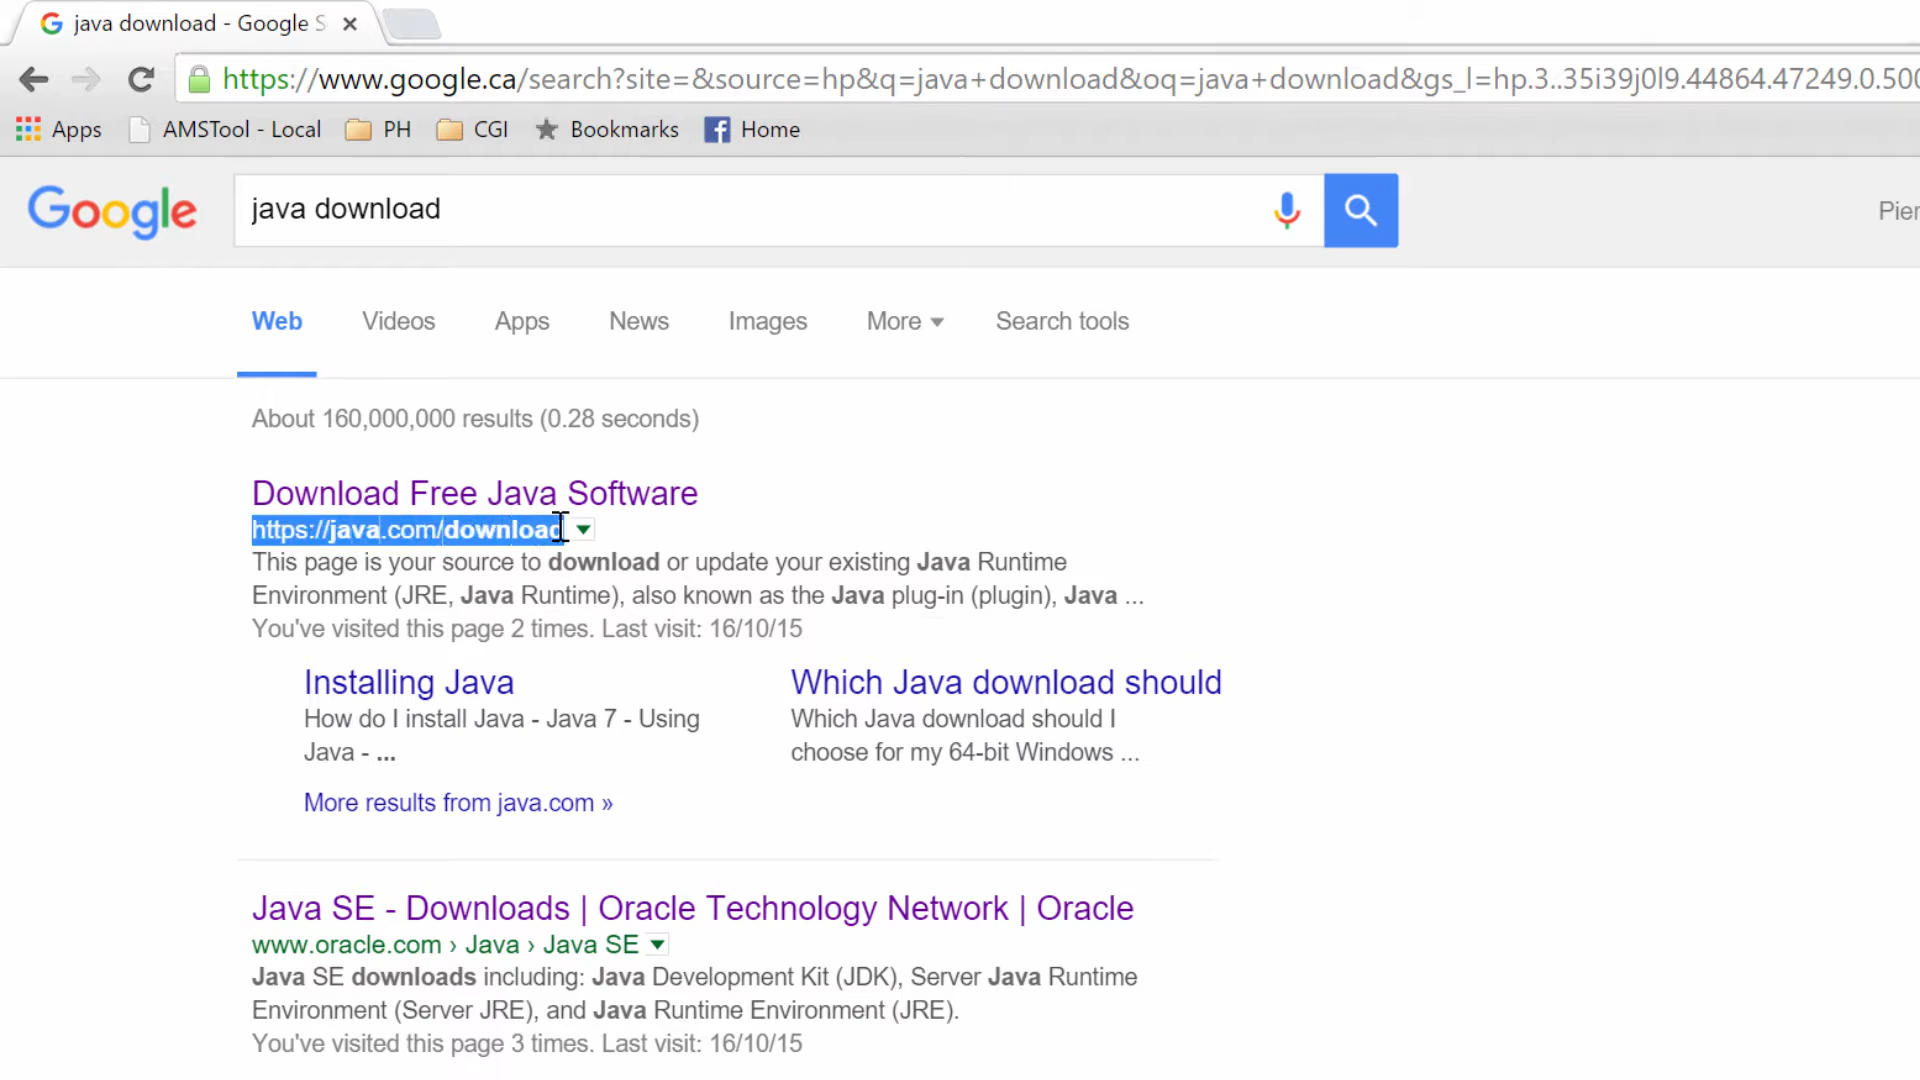 java download - Google S
https://www.google.ca/search?site=&source=hp&q=java+download&oq=java+download&gs_l=hp.3..35i39j0l9.44864.47249.0.500
Apps AMSTool - Local PH CGI Bookmarks Home
Google java download Pier
Web Videos Apps News Images More Search tools
About 160,000,000 results (0.28 seconds)
Download Free Java Software
https://java.com/download
This page is your source to download or update your existing Java Runtime
Environment (JRE, Java Runtime), also known as the Java plug-in (plugin), Java ...
You've visited this page 2 times. Last visit: 16/10/15
Installing Java
How do I install Java - Java 7 - Using
Java - ...
Which Java download should
Which Java download should I
choose for my 64-bit Windows ...
More results from java.com »
Java SE - Downloads | Oracle Technology Network | Oracle
www.oracle.com › Java › Java SE
Java SE downloads including: Java Development Kit (JDK), Server Java Runtime
Environment (Server JRE), and Java Runtime Environment (JRE).
You've visited this page 3 times. Last visit: 16/10/15